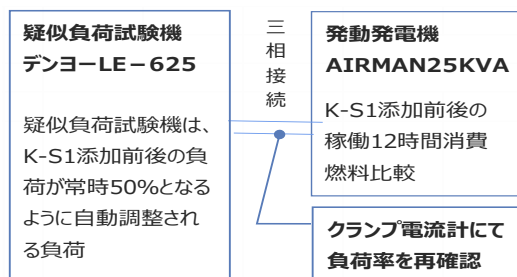 疑似負荷試験機
デンヨーLE－625
疑似負荷試験機は、
K-S1添加前後の負
荷が常時50%となる
ように自動調整され
る負荷
三
相
接
続
発動発電機
AIRMAN25KVA
K-S1添加前後の
稼働12時間消費
燃料比較
クランプ電流計にて
負荷率を再確認